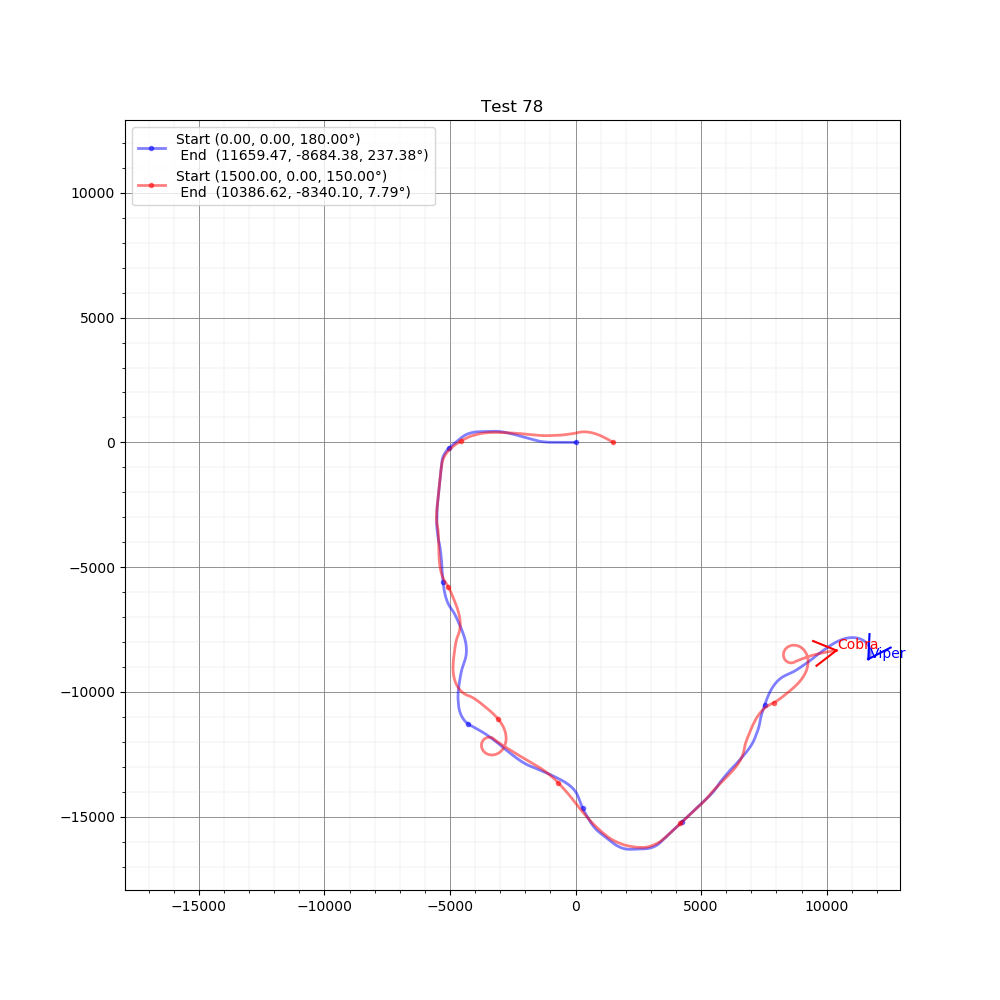 Test 78
Start (0.00, 0.00, 180.00°)
End (11659.47, -8684.38, 237.38°)
Start (1500.00, 0.00, 150.00°)
End (10386.62, -8340.10, 7.79°)
10000
5000
0
−5000
−10000
−15000
Cobra
Viper
−15000
−10000
−5000
0
5000
10000